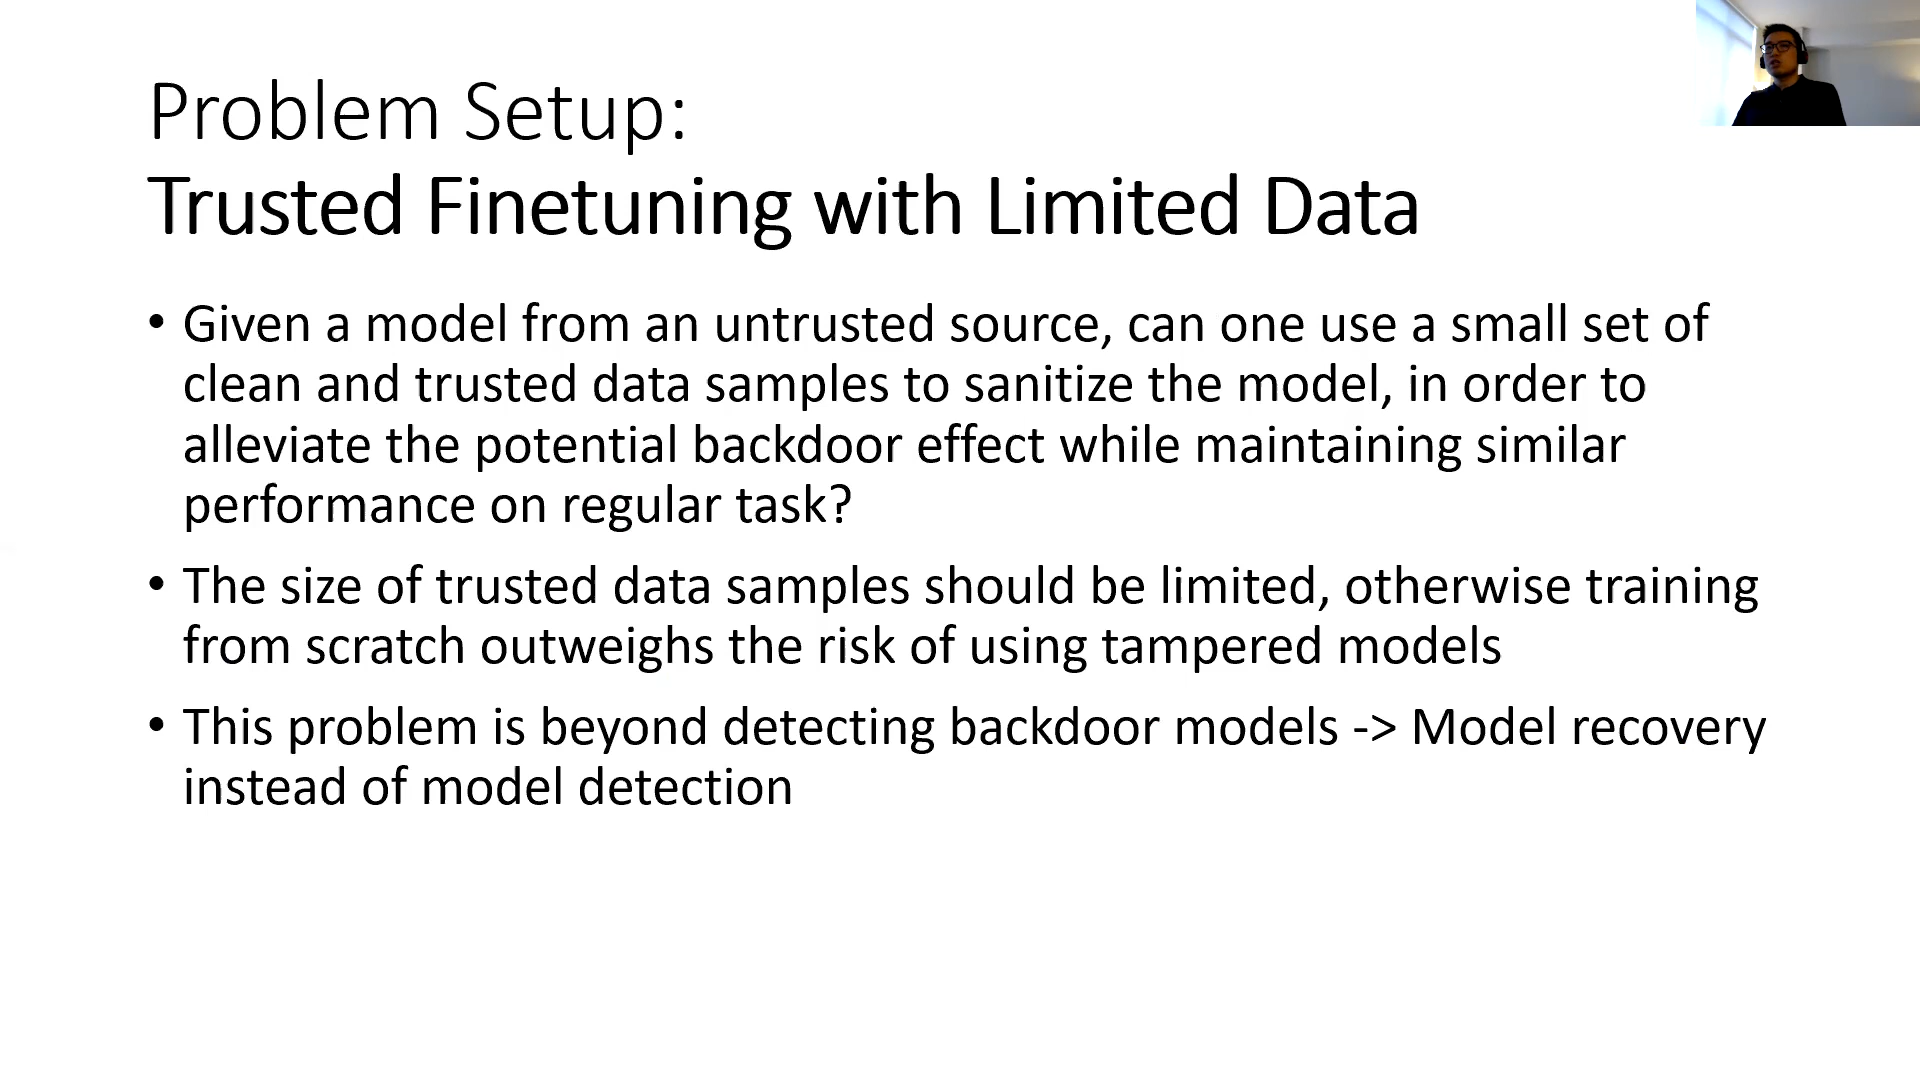 Problem Setup:
Trusted Finetuning with Limited Data
• Given a model from an untrusted source, can one use a small set of
clean and trusted data samples to sanitize the model, in order to
alleviate the potential backdoor effect while maintaining similar
performance on regular task?
• The size of trusted data samples should be limited, otherwise training
from scratch outweighs the risk of using tampered models
• This problem is beyond detecting backdoor models -> Model recovery
instead of model detection